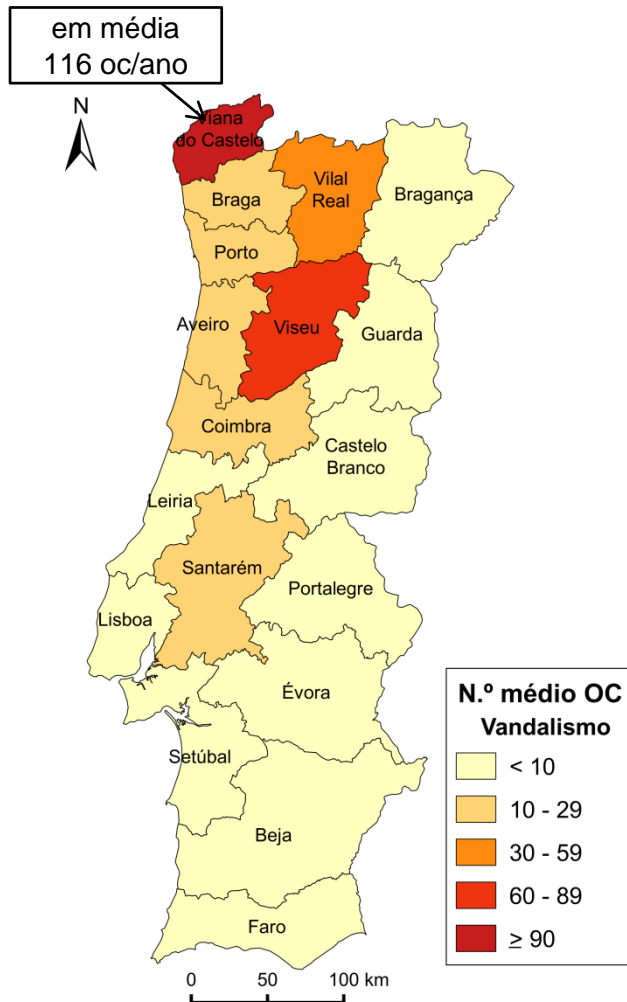 em média
116 oc/ano
N
Viana
do Castelo
Braga
Vilal
Real
Bragança
Porto
Aveiro
Viseu
Guarda
Coimbra
Castelo
Branco
Leiria
Santarém
Portalegre
Lisboa
Évora
Setúbal
Beja
Faro
N.º médio OC
Vandalismo
< 10
10 - 29
30 - 59
60 - 89
≥ 90
0 50 100 km